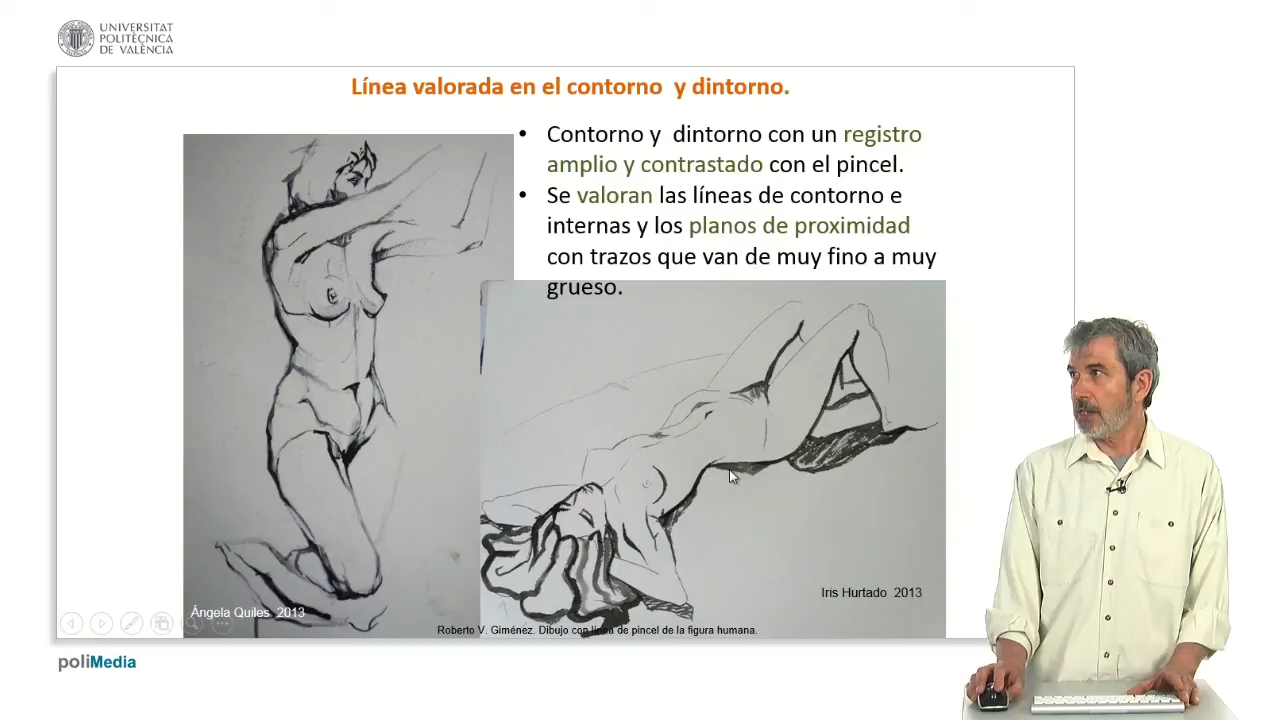 UNIVERSITAT
POLITÈCNICA
DE VALÈNCIA
Línea valorada en el contorno y dintorno.
• Contorno y dintorno con un registro
amplio y contrastado con el pincel.
• Se valoran las líneas de contorno e
internas y los planos de proximidad
con trazos que van de muy fino a muy
grueso.
Iris Hurtado 2013
Ángela Quiles 2013
Roberto V. Giménez. Dibujo con línea de pincel de la figura humana.
poliMedia